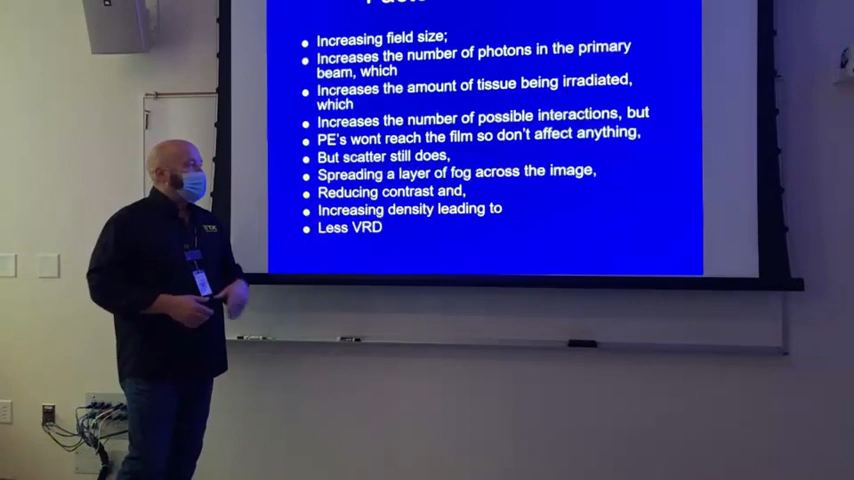 Increasing field size;
Increases the number of photons in the primary
beam, which
Increases the amount of tissue being irradiated,
which
Increases the number of possible interactions, but
PE's wont reach the film so don't affect anything,
But scatter still does,
Spreading a layer of fog across the image,
Reducing contrast and,
Increasing density leading to
Less VRD